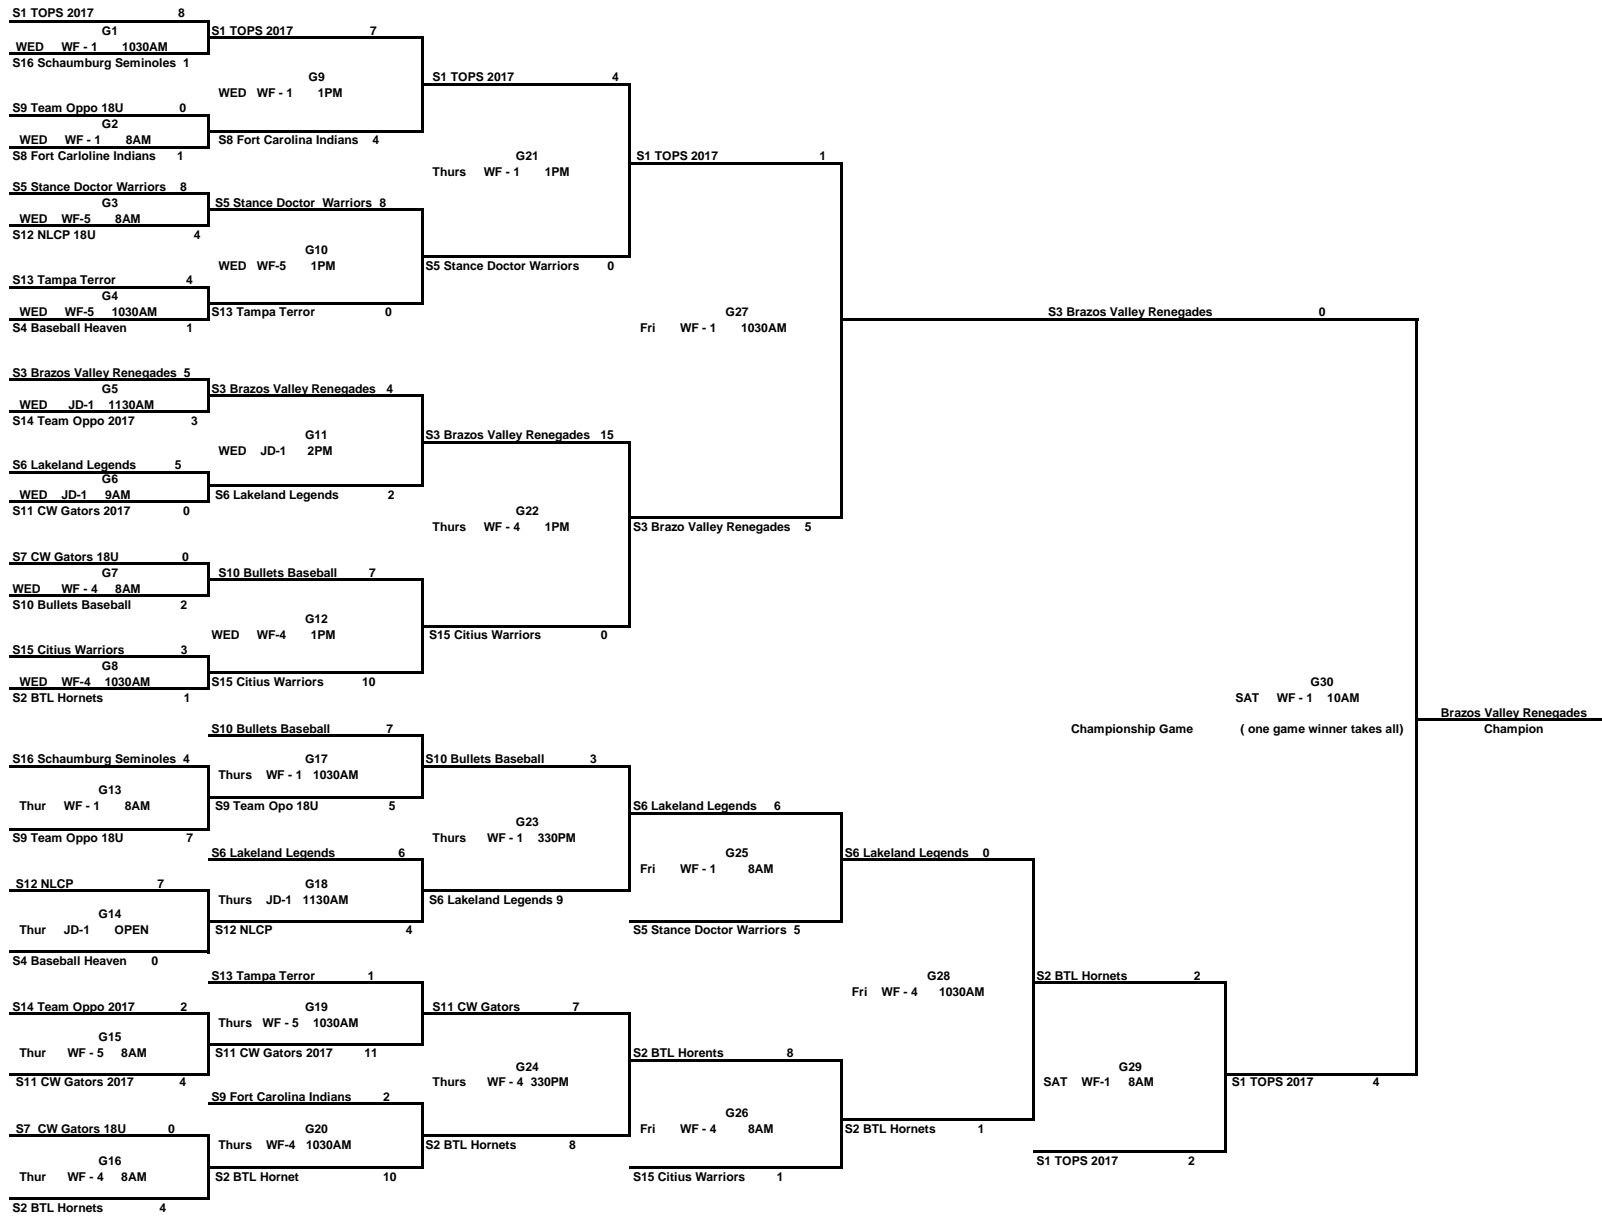 S1 TOPS 2017 8
G1
WED WF - 1 1030AM
S16 Schaumburg Seminoles 1
S9 Team Oppo 18U 0
G2
WED WF - 1 8AM
S8 Fort Carloline Indians 1
S5 Stance Doctor Warriors 8
G3
WED WF-5 8AM
S12 NLCP 18U 4
S13 Tampa Terror 4
G4
WED WF-5 1030AM
S4 Baseball Heaven 1
S3 Brazos Valley Renegades 5
G5
WED JD-1 1130AM
S14 Team Oppo 2017 3
S6 Lakeland Legends 5
G6
WED JD-1 9AM
S11 CW Gators 2017 0
S7 CW Gators 18U 0
G7
WED WF - 4 8AM
S10 Bullets Baseball 2
S15 Citius Warriors 3
G8
WED WF-4 1030AM
S2 BTL Hornets 1
S16 Schaumburg Seminoles 4
G13
Thur WF - 1 8AM
S9 Team Oppo 18U 7
S12 NLCP 7
G14
Thur JD-1 OPEN
S4 Baseball Heaven 0
S14 Team Oppo 2017 2
G15
Thur WF - 5 8AM
S11 CW Gators 2017 4
S7 CW Gators 18U 0
G16
Thur WF - 4 8AM
S2 BTL Hornets 4
S1 TOPS 2017 7
G9
WED WF - 1 1PM
S8 Fort Carolina Indians 4
S5 Stance Doctor Warriors 8
G10
WED WF-5 1PM
S13 Tampa Terror 0
S3 Brazos Valley Renegades 4
G11
WED JD-1 2PM
S6 Lakeland Legends 2
S10 Bullets Baseball 7
G12
WED WF-4 1PM
S15 Citius Warriors 10
S10 Bullets Baseball 7
G17
Thurs WF - 1 1030AM
S9 Team Opo 18U 5
S6 Lakeland Legends 6
G18
Thurs JD-1 1130AM
S12 NLCP 4
S13 Tampa Terror 1
G19
Thurs WF - 5 1030AM
S11 CW Gators 2017 11
S9 Fort Carolina Indians 2
G20
Thurs WF-4 1030AM
S2 BTL Hornet 10
S1 TOPS 2017 4
G21
Thurs WF - 1 1PM
S5 Stance Doctor Warriors 0
S3 Brazos Valley Renegades 15
G22
Thurs WF - 4 1PM
S15 Citius Warriors 0
S10 Bullets Baseball 3
G23
Thurs WF - 1 330PM
S6 Lakeland Legends 9
S11 CW Gators 7
G24
Thurs WF - 4 330PM
S2 BTL Hornets 8
S1 TOPS 2017 1
G27
Fri WF - 1 1030AM
S3 Brazo Valley Renegades 5
S6 Lakeland Legends 6
G25
Fri WF - 1 8AM
S5 Stance Doctor Warriors 5
S2 BTL Horents 8
G26
Fri WF - 4 8AM
S15 Citius Warriors 1
S6 Lakeland Legends 0
G28
Fri WF - 4 1030AM
S2 BTL Hornets 1
S2 BTL Hornets 2
G29
SAT WF-1 8AM
S1 TOPS 2017 2
S3 Brazos Valley Renegades 0
G30
SAT WF - 1 10AM
Championship Game ( one game winner takes all)
S1 TOPS 2017 4
Brazos Valley Renegades
Champion